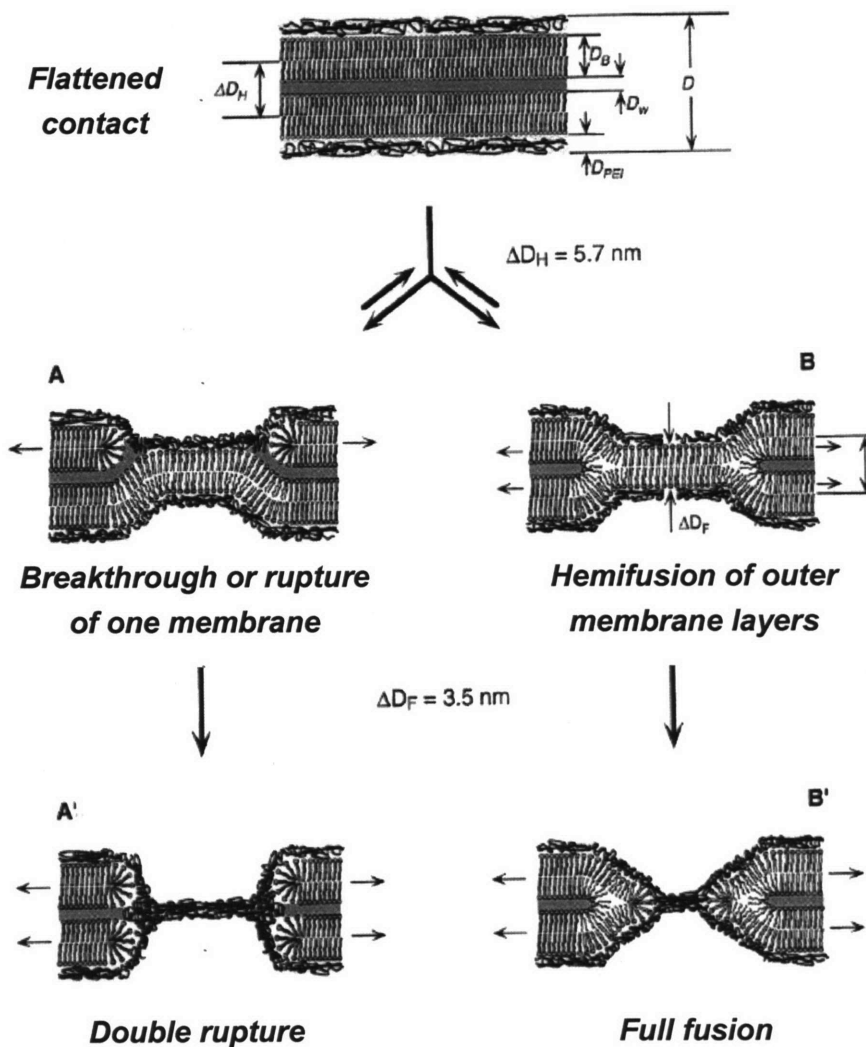 Flattened
contact
ΔD_H
D_B
D_W
D
D_PEI
ΔD_H = 5.7 nm
A
B
ΔD_F
Breakthrough or rupture
of one membrane
Hemifusion of outer
membrane layers
ΔD_F = 3.5 nm
A'
B'
Double rupture
Full fusion